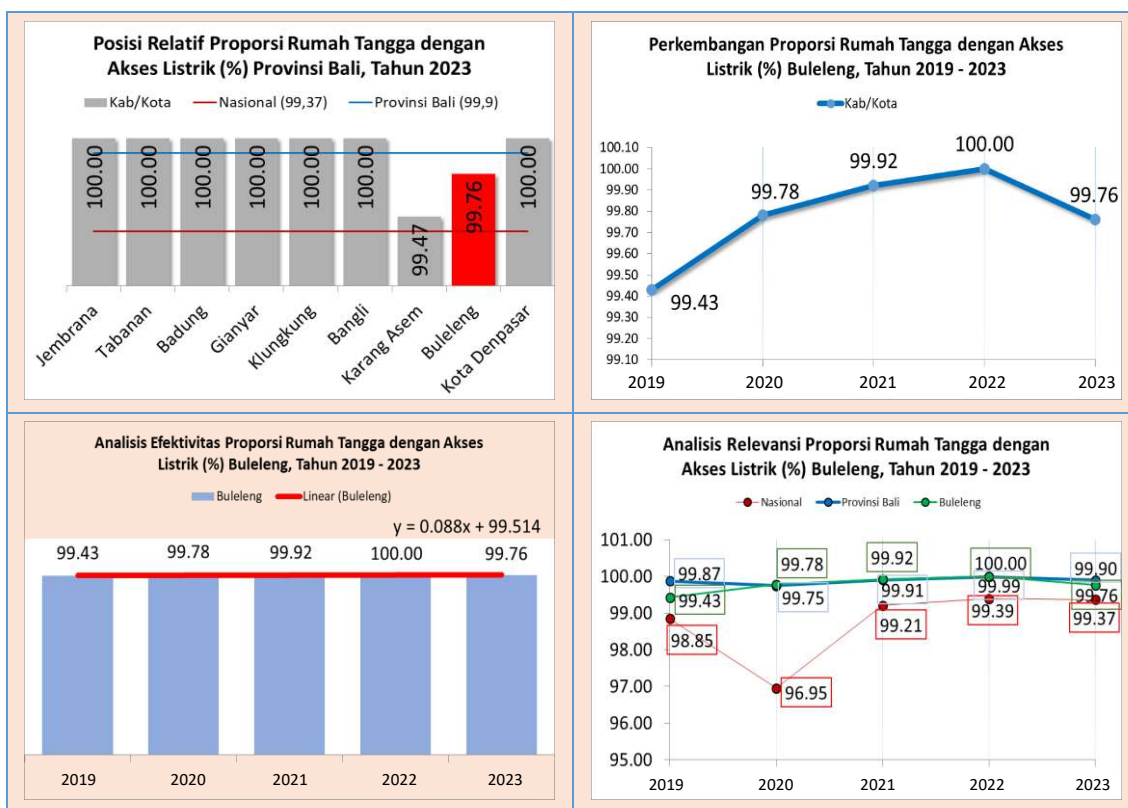 Posisi Relatif Proporsi Rumah Tangga dengan
Akses Listrik (%) Provinsi Bali, Tahun 2023
Kab/Kota Nasional (99,37) Provinsi Bali (99,9)
100.00 100.00 100.00 100.00 100.00 100.00 99.47 99.76 100.00
Jembrana Tabanan Badung Gianyar Klungkung Bangli Karang Asem Buleleng Kota Denpasar
Perkembangan Proporsi Rumah Tangga dengan Akses
Listrik (%) Buleleng, Tahun 2019 - 2023
Kab/Kota
100.10
100.00
99.90
99.80
99.70
99.60
99.50
99.40
99.30
99.20
99.10
99.43 99.78 99.92 100.00 99.76
2019 2020 2021 2022 2023
Analisis Efektivitas Proporsi Rumah Tangga dengan Akses
Listrik (%) Buleleng, Tahun 2019 - 2023
Buleleng Linear (Buleleng)
y = 0.088x + 99.514
99.43 99.78 99.92 100.00 99.76
2019 2020 2021 2022 2023
Analisis Relevansi Proporsi Rumah Tangga dengan
Akses Listrik (%) Buleleng, Tahun 2019 - 2023
Nasional Provinsi Bali Buleleng
101.00
100.00
99.00
98.00
97.00
96.00
95.00
99.87 99.75 99.91 99.99 99.90
99.43 99.78 99.92 100.00 99.76
98.85 96.95 99.21 99.39 99.37
2019 2020 2021 2022 2023